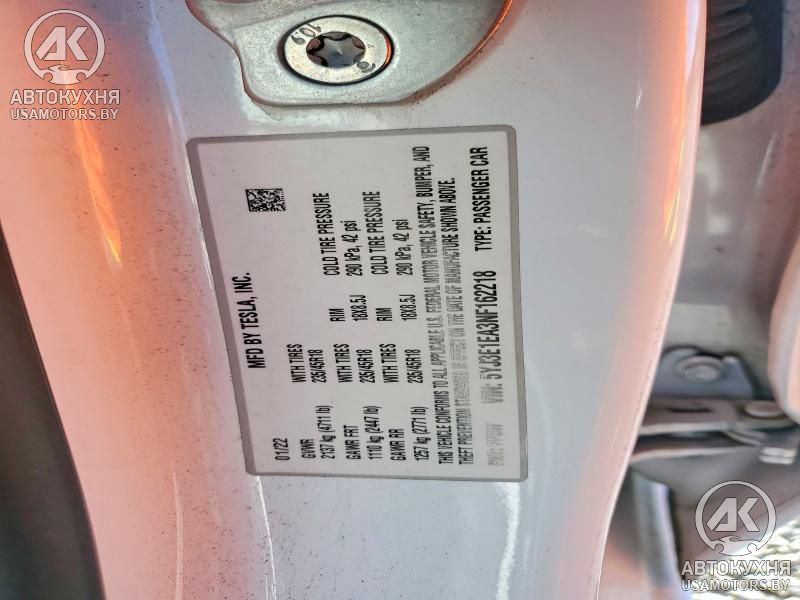 AK
АВТОКУХНЯ
USAMOTORS.BY
10.9
MFD BY TESLA, INC.
01/22
GVWR WITH TIRES RIM COLD TIRE PRESSURE
2137 kg (4711 lb) 235/45R18 18X8.5J 290 kPa, 42 psi
GAWR FRT WITH TIRES RIM COLD TIRE PRESSURE
1110 kg (2447 lb) 235/45R18 18X8.5J 290 kPa, 42 psi
GAWR RR WITH TIRES
1257 kg (2771 lb) 235/45R18 18X8.5J 290 kPa, 42 psi
THIS VEHICLE CONFORMS TO ALL APPLICABLE U.S. FEDERAL MOTOR VEHICLE SAFETY, BUMPER, AND
THEFT PREVENTION STANDARDS IN EFFECT ON THE DATE OF MANUFACTURE SHOWN ABOVE.
VIN: 5YJ3E1EA3NF162218 TYPE: PASSENGER CAR
AK
АВТОКУХНЯ
USAMOTORS.BY